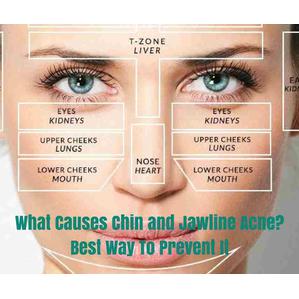 T-ZONE
LIVER
EYES
KIDNEYS
EYES
KIDNEYS
UPPER CHEEKS
LUNGS
UPPER CHEEKS
LUNGS
NOSE
HEART
LOWER CHEEKS
MOUTH
LOWER CHEEKS
MOUTH
What Causes Chin and Jawline Acne?
Best Way To Prevent It